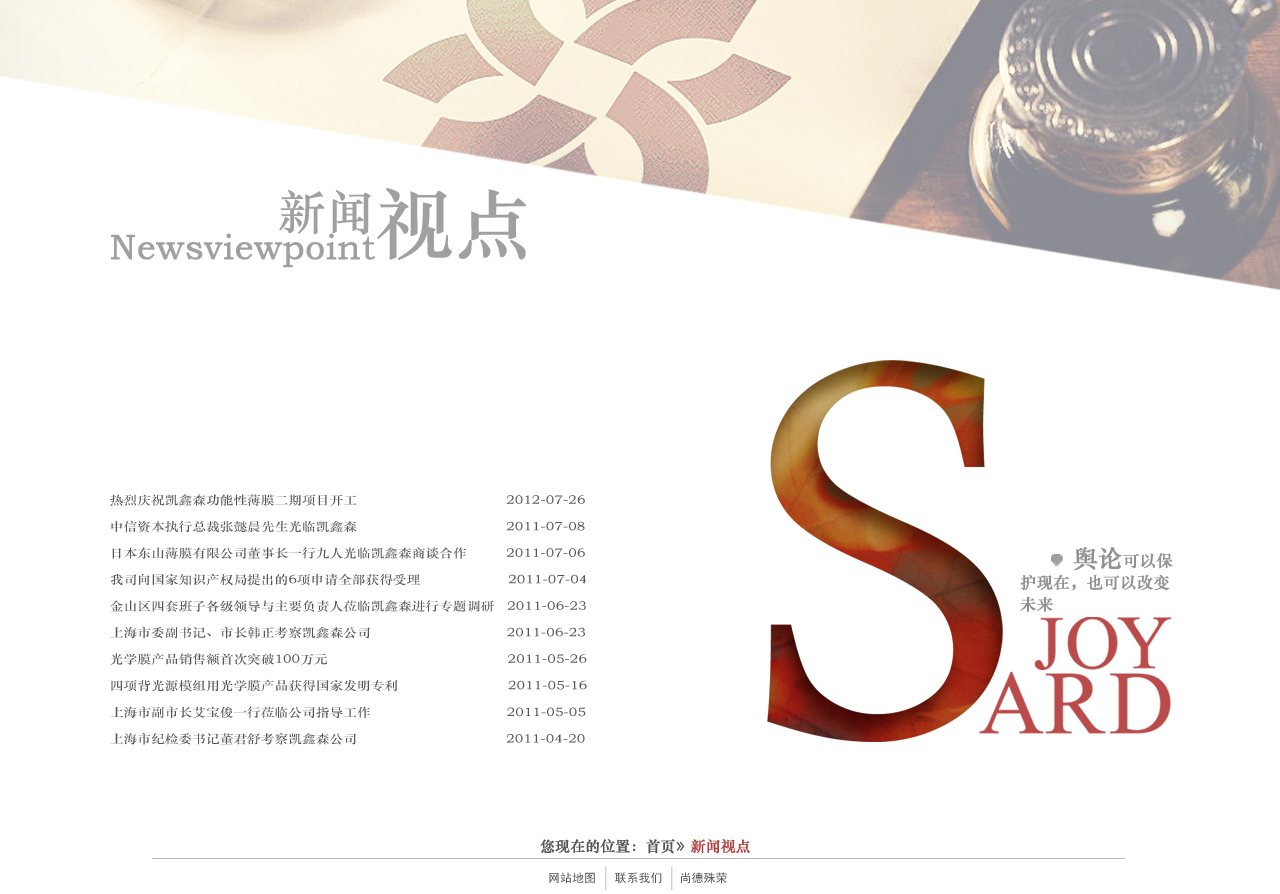 新闻视点
Newsviewpoint
热烈庆祝凯鑫森功能性薄膜二期项目开工 2012-07-26
中信资本执行总裁张懿晨先生光临凯鑫森 2011-07-08
日本东山薄膜有限公司董事长一行九人光临凯鑫森商谈合作 2011-07-06
我司向国家知识产权局提出的6项申请全部获得受理 2011-07-04
金山区四套班子各级领导与主要负责人莅临凯鑫森进行专题调研 2011-06-23
上海市委副书记、市长韩正考察凯鑫森公司 2011-06-23
光学膜产品销售额首次突破100万元 2011-05-26
四项背光源模组用光学膜产品获得国家发明专利 2011-05-16
上海市副市长艾宝俊一行莅临公司指导工作 2011-05-05
上海市纪检委书记董君舒考察凯鑫森公司 2011-04-20
S
舆论可以保
护现在，也可以改变
未来
JOY
ARD
您现在的位置：首页》新闻视点
网站地图 联系我们 尚德殊荣